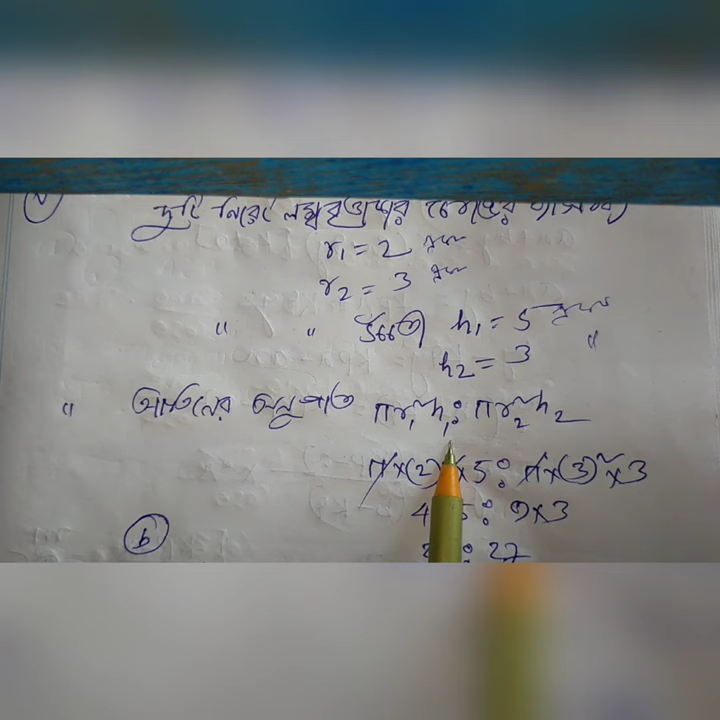 দুটি নিরেট লম্ববৃত্তাকার চোঙের ব্যাসার্ধ
r₁ = 2 একক
r₂ = 3 একক
" " উচ্চতা h₁ = 5 একক
h₂ = 3 "
" আয়তনের অনুপাত πr₁²h₁ : πr₂²h₂
π×(2) ×5 : π×(3)²×3
4 5 : 9×3
: 27
b